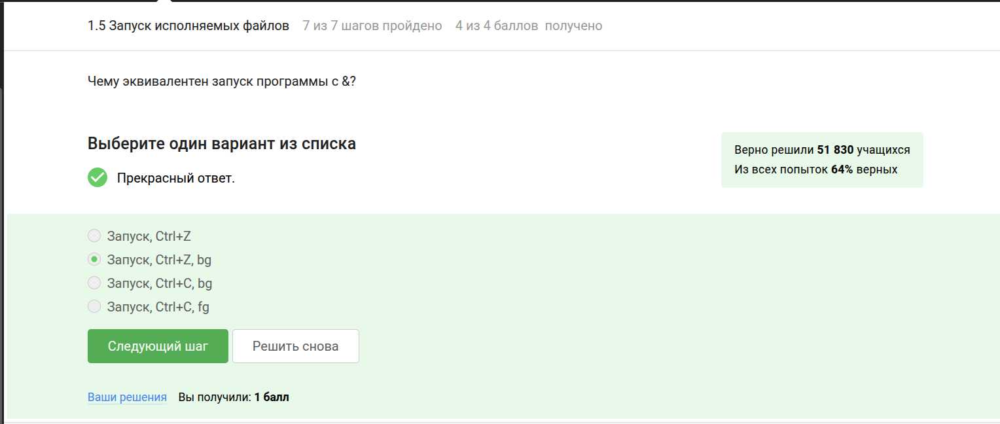 1.5 Запуск исполняемых файлов 7 из 7 шагов пройдено 4 из 4 баллов получено
Чему эквивалентен запуск программы с &?
Выберите один вариант из списка
Прекрасный ответ.
Верно решили 51 830 учащихся
Из всех попыток 64% верных
Запуск, Ctrl+Z
Запуск, Ctrl+Z, bg
Запуск, Ctrl+C, bg
Запуск, Ctrl+C, fg
Следующий шаг Решить снова
Ваши решения Вы получили: 1 балл